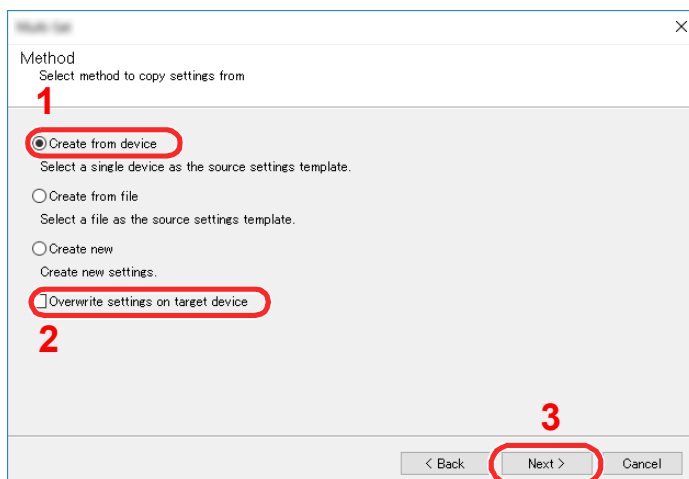 Method
Select method to copy settings from
1
Create from device
Select a single device as the source settings template.
Create from file
Select a file as the source settings template.
Create new
Create new settings.
Overwrite settings on target device
2
3
< Back Next > Cancel